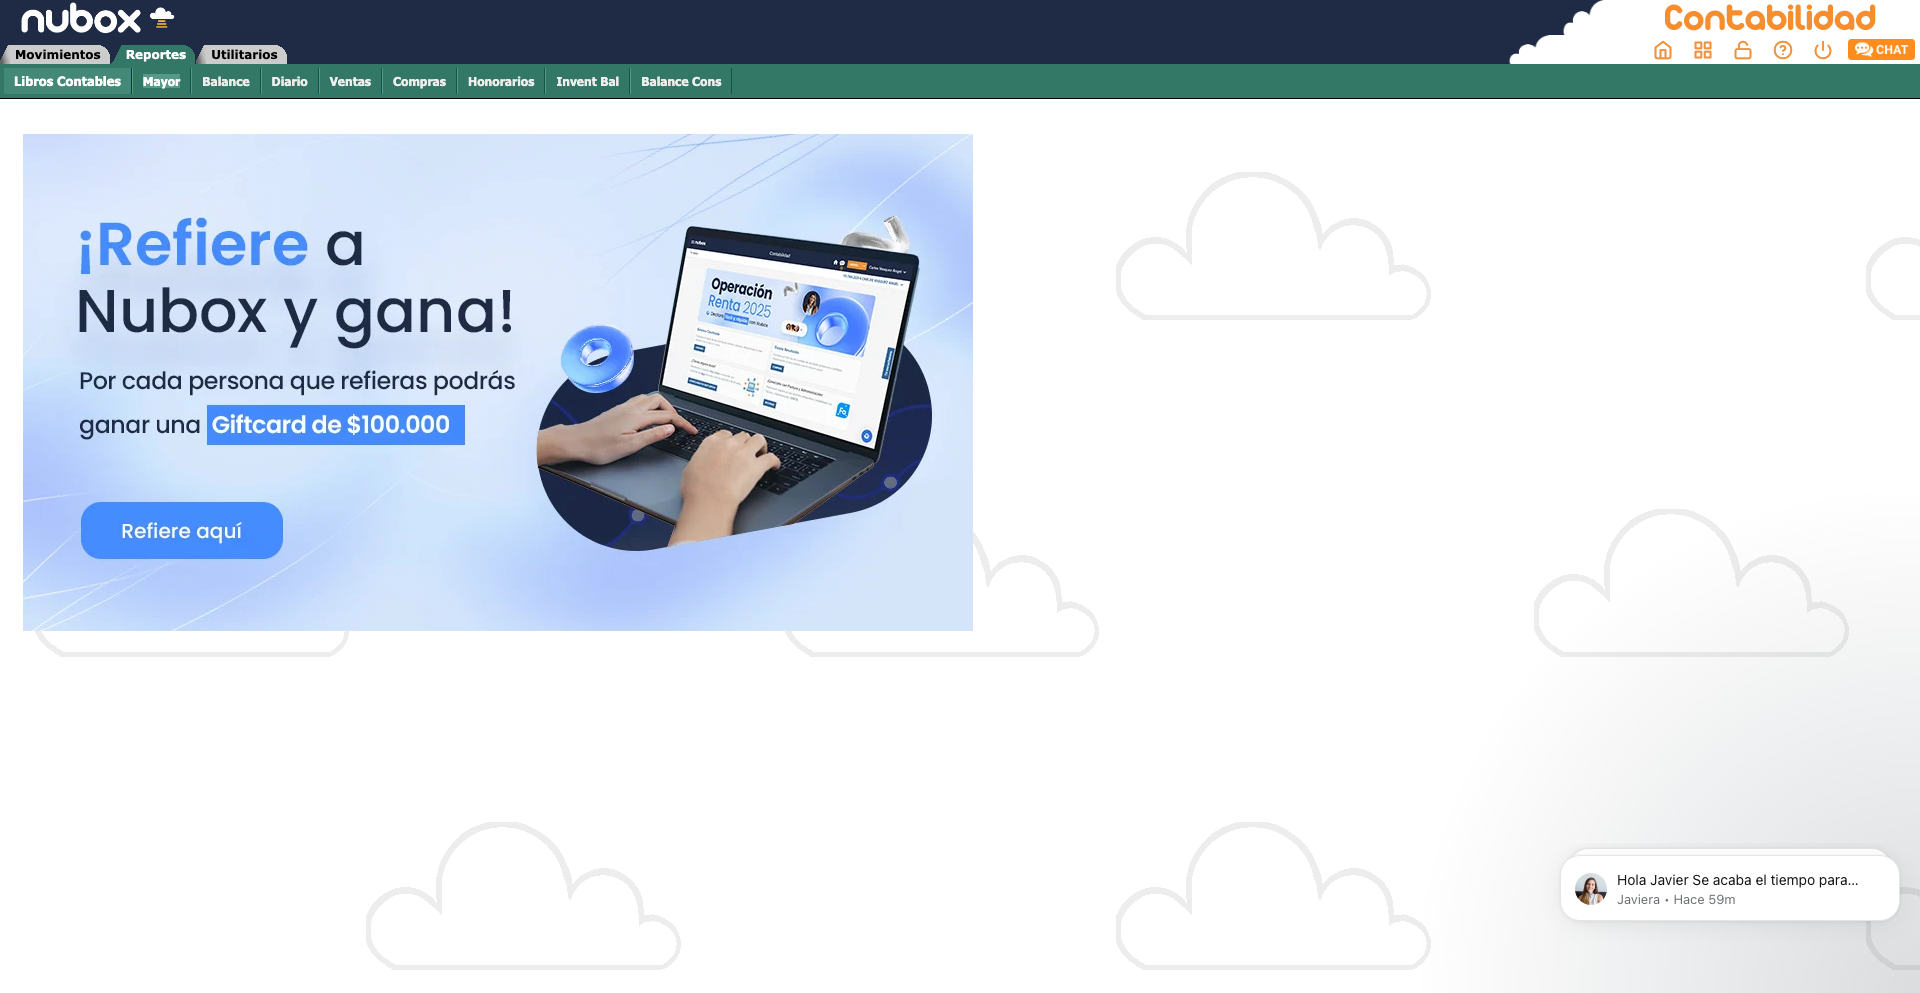 nubox
Contabilidad
Movimientos Reportes Utilitarios
CHAT
Libros Contables Mayor Balance Diario Ventas Compras Honorarios Invent Bal Balance Cons
¡Refiere a
Nubox y gana!
Por cada persona que refieras podrás
ganar una Giftcard de $100.000
Refiere aquí
nubox
Contabilidad
Operación
Renta 2025
Hola Javier Se acaba el tiempo para...
Javiera • Hace 59m